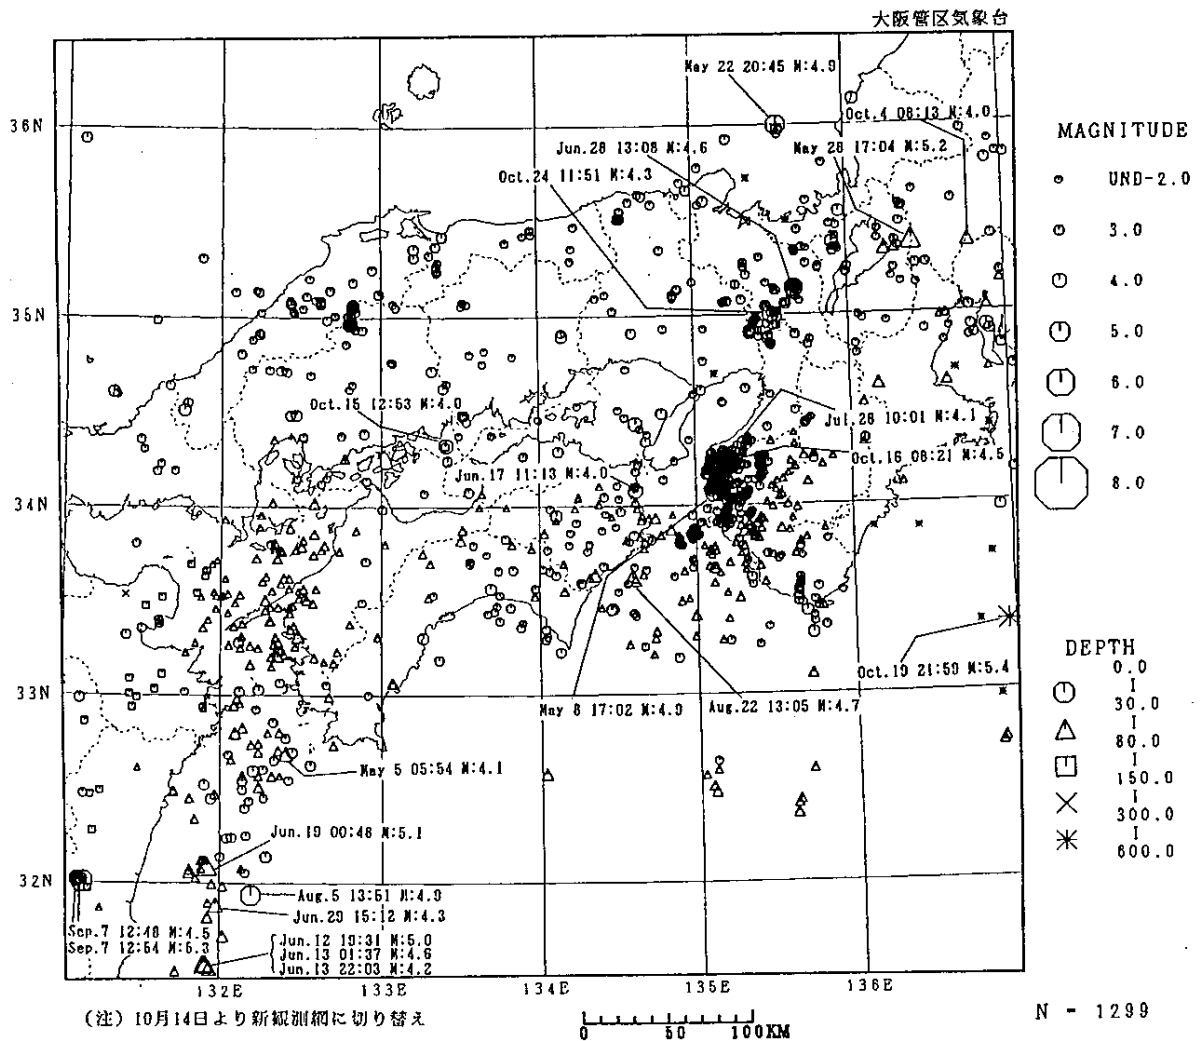 大阪管区気象台
May 22 20:45 M:4.9
Oct.4 08:13 M:4.0
36N
MAGNITUDE
Jun.28 13:08 M:4.6
May 28 17:04 M:5.2
Oct.24 11:51 M:4.3
UND-2.0
3.0
4.0
35N
5.0
6.0
Oct.15 12:53 M:4.0
Jul.28 10:01 M:4.1
7.0
Oct.16 08:21 M:4.5
Jun.17 11:13 M:4.0
8.0
34N
DEPTH
0.0
I
30.0
I
80.0
I
150.0
I
300.0
I
600.0
Oct.19 21:59 M:5.4
33N
May 8 17:02 M:4.9
Aug.22 13:05 M:4.7
May 5 05:54 M:4.1
Jun.19 00:48 M:5.1
32N
Aug.5 13:51 M:4.9
Jun.29 15:12 M:4.3
Sep.7 12:48 M:4.5
Sep.7 12:54 M:5.3
Jun.12 19:31 M:5.0
Jun.13 01:37 M:4.6
Jun.13 22:03 M:4.2
132E
133E
134E
135E
136E
(注) 10月14日より新観測網に切り替え
0 50 100KM
N = 1299